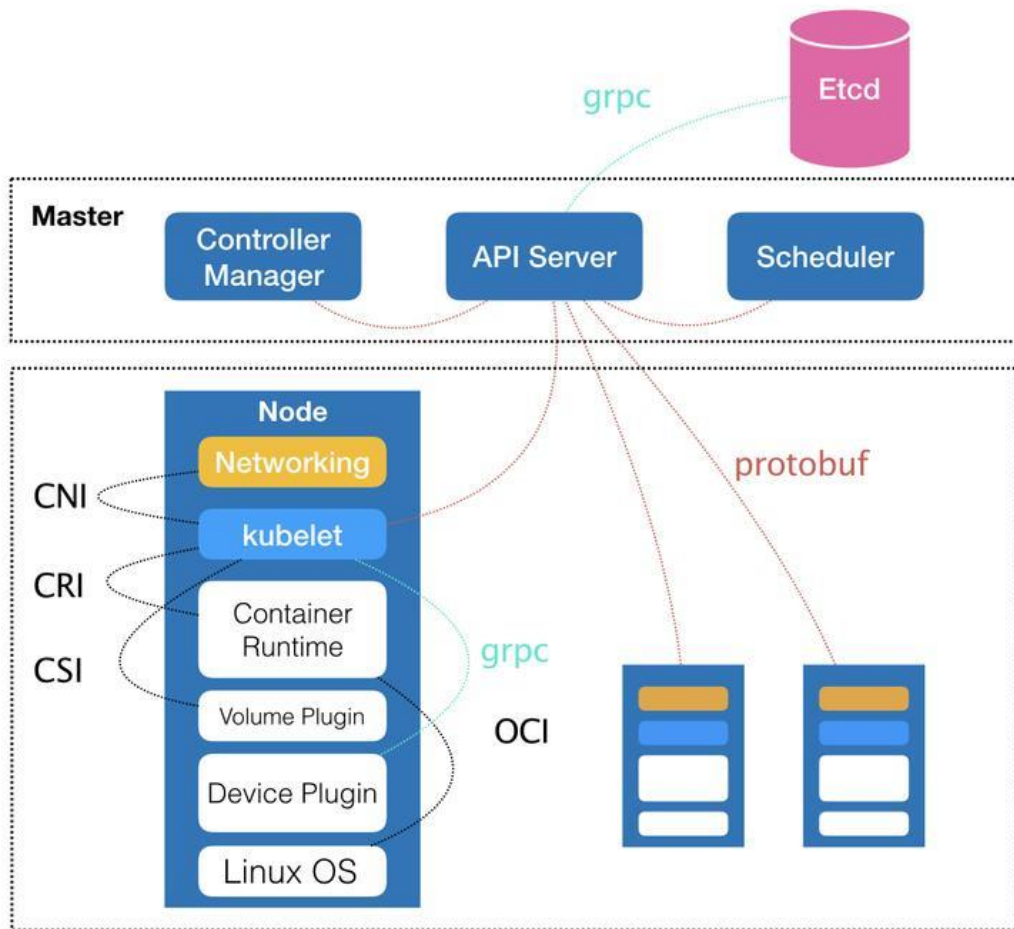 Etcd
grpc
Master
Controller
Manager
API Server
Scheduler
Node
Networking
protobuf
CNI
kubelet
CRI
Container
Runtime
grpc
CSI
Volume Plugin
OCI
Device Plugin
Linux OS